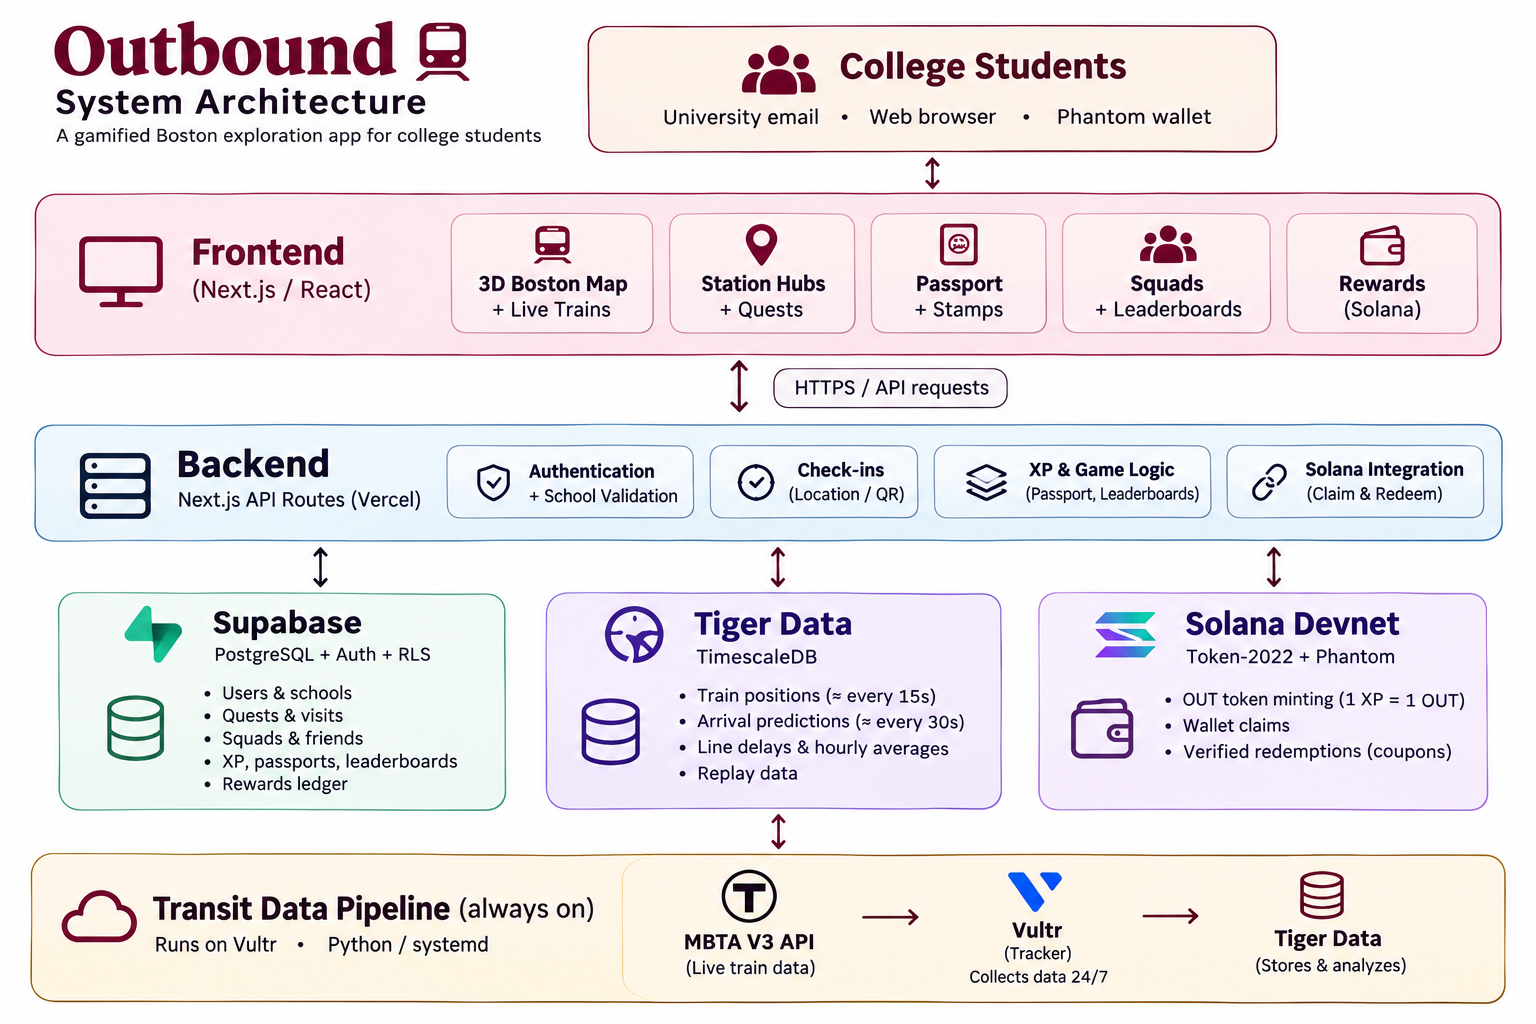 Outbound
System Architecture
A gamified Boston exploration app for college students
College Students
University email • Web browser • Phantom wallet
Frontend
(Next.js / React)
3D Boston Map
+ Live Trains
Station Hubs
+ Quests
Passport
+ Stamps
Squads
+ Leaderboards
Rewards
(Solana)
HTTPS / API requests
Backend
Next.js API Routes (Vercel)
Authentication
+ School Validation
Check-ins
(Location / QR)
XP & Game Logic
(Passport, Leaderboards)
Solana Integration
(Claim & Redeem)
Supabase
PostgreSQL + Auth + RLS
• Users & schools
• Quests & visits
• Squads & friends
• XP, passports, leaderboards
• Rewards ledger
Tiger Data
TimescaleDB
• Train positions (≈ every 15s)
• Arrival predictions (≈ every 30s)
• Line delays & hourly averages
• Replay data
Solana Devnet
Token-2022 + Phantom
• OUT token minting (1 XP = 1 OUT)
• Wallet claims
• Verified redemptions (coupons)
Transit Data Pipeline (always on)
Runs on Vultr • Python / systemd
T
MBTA V3 API
(Live train data)
Vultr
(Tracker)
Collects data 24/7
Tiger Data
(Stores & analyzes)